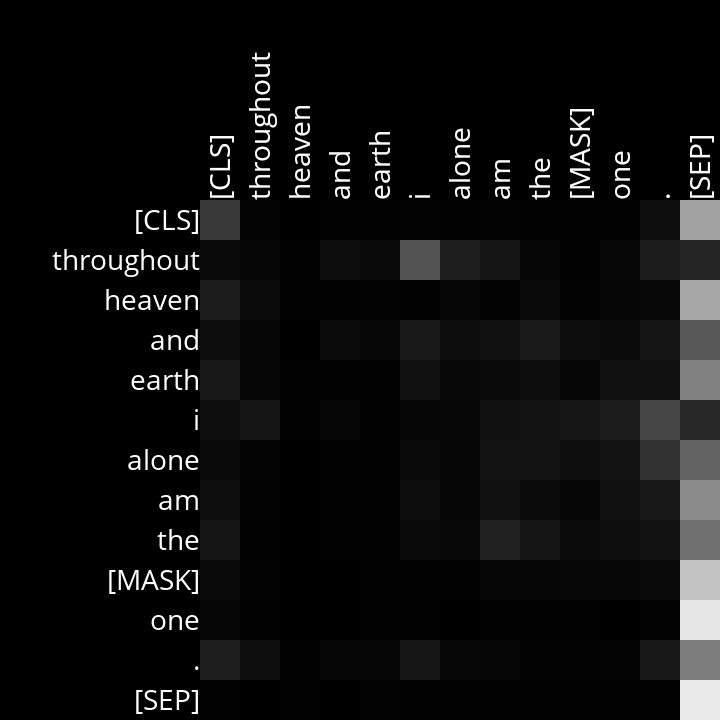 [CLS] throughout heaven and earth i alone am the [MASK] one . [SEP]
[CLS]
throughout
heaven
and
earth
i
alone
am
the
[MASK]
one
.
[SEP]